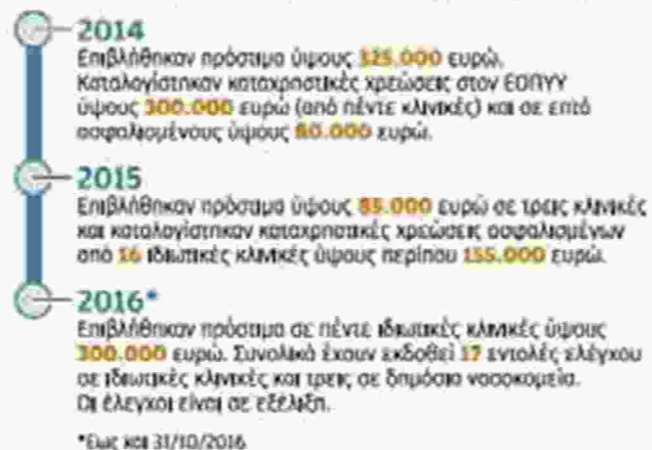 2014
Επιβλήθηκαν πρόστιμα ύψους 325.000 ευρώ.
Καταλογίστηκαν καταχρηστικές χρεώσεις στον ΕΟΠΥΥ
ύψους 300.000 ευρώ (από πέντε κλινικές) και σε επτά
ασφαλισμένους ύψους 60.000 ευρώ.
2015
Επιβλήθηκαν πρόστιμα ύψους 85.000 ευρώ σε τρεις κλινικές
και καταλογίστηκαν καταχρηστικές χρεώσεις ασφαλισμένων
από 16 ιδιωτικές κλινικές ύψους περίπου 155.000 ευρώ.
2016*
Επιβλήθηκαν πρόστιμα σε πέντε ιδιωτικές κλινικές ύψους
300.000 ευρώ. Συνολικά έχουν εκδοθεί 17 εντολές ελέγχου
σε ιδιωτικές κλινικές και τρεις σε δημόσια νοσοκομεία.
Οι έλεγχοι είναι σε εξέλιξη.
*Έως και 31/10/2016